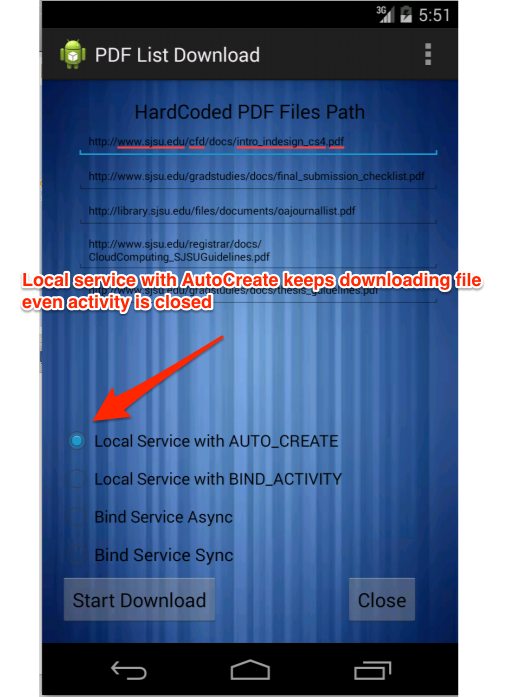 3G 5:51
PDF List Download
HardCoded PDF Files Path
http://www.sjsu.edu/cfd/docs/intro_indesign_cs4.pdf
http://www.sjsu.edu/gradstudies/docs/final_submission_checklist.pdf
http://library.sjsu.edu/files/documents/oajournallist.pdf
http://www.sjsu.edu/registrar/docs/
CloudComputing_SJSUGuidelines.pdf
Local service with AutoCreate keeps downloading file
http://www.sjsu.edu/gradstudies/docs/thesis_guidelines.pdf
even activity is closed
Local Service with AUTO_CREATE
Local Service with BIND_ACTIVITY
Bind Service Async
Bind Service Sync
Start Download Close